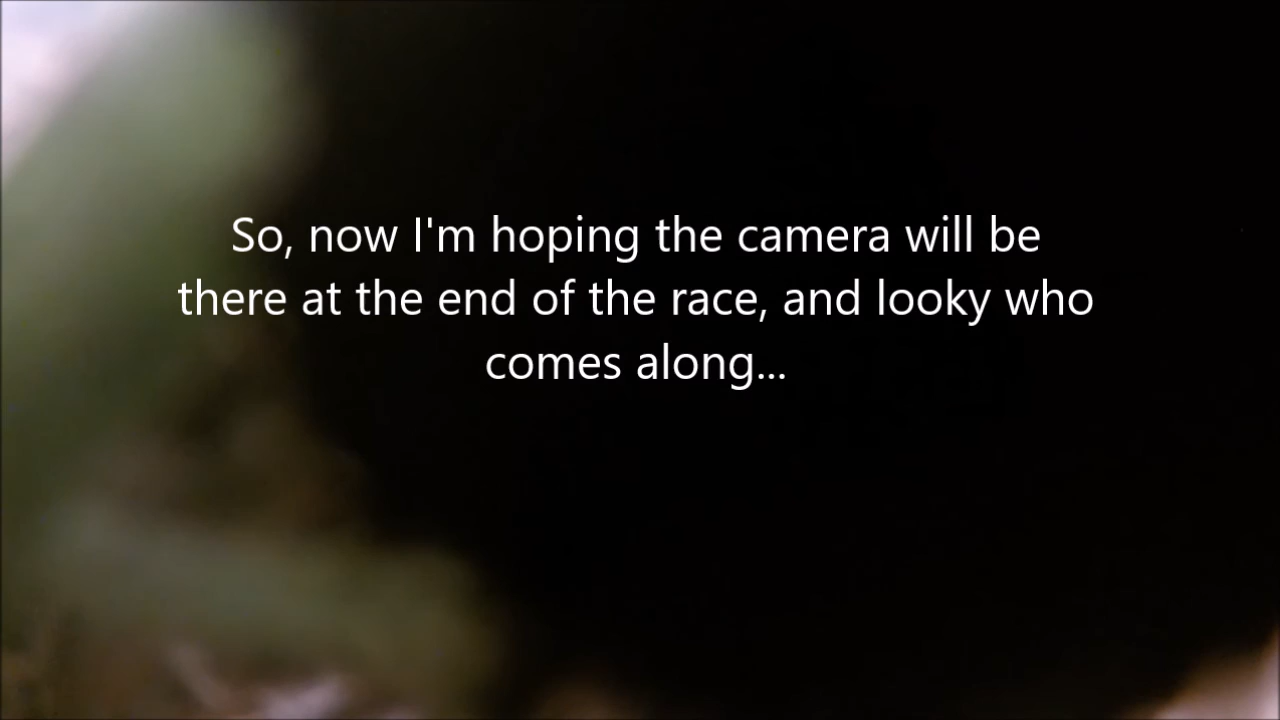 So, now I'm hoping the camera will be
there at the end of the race, and looky who
comes along...